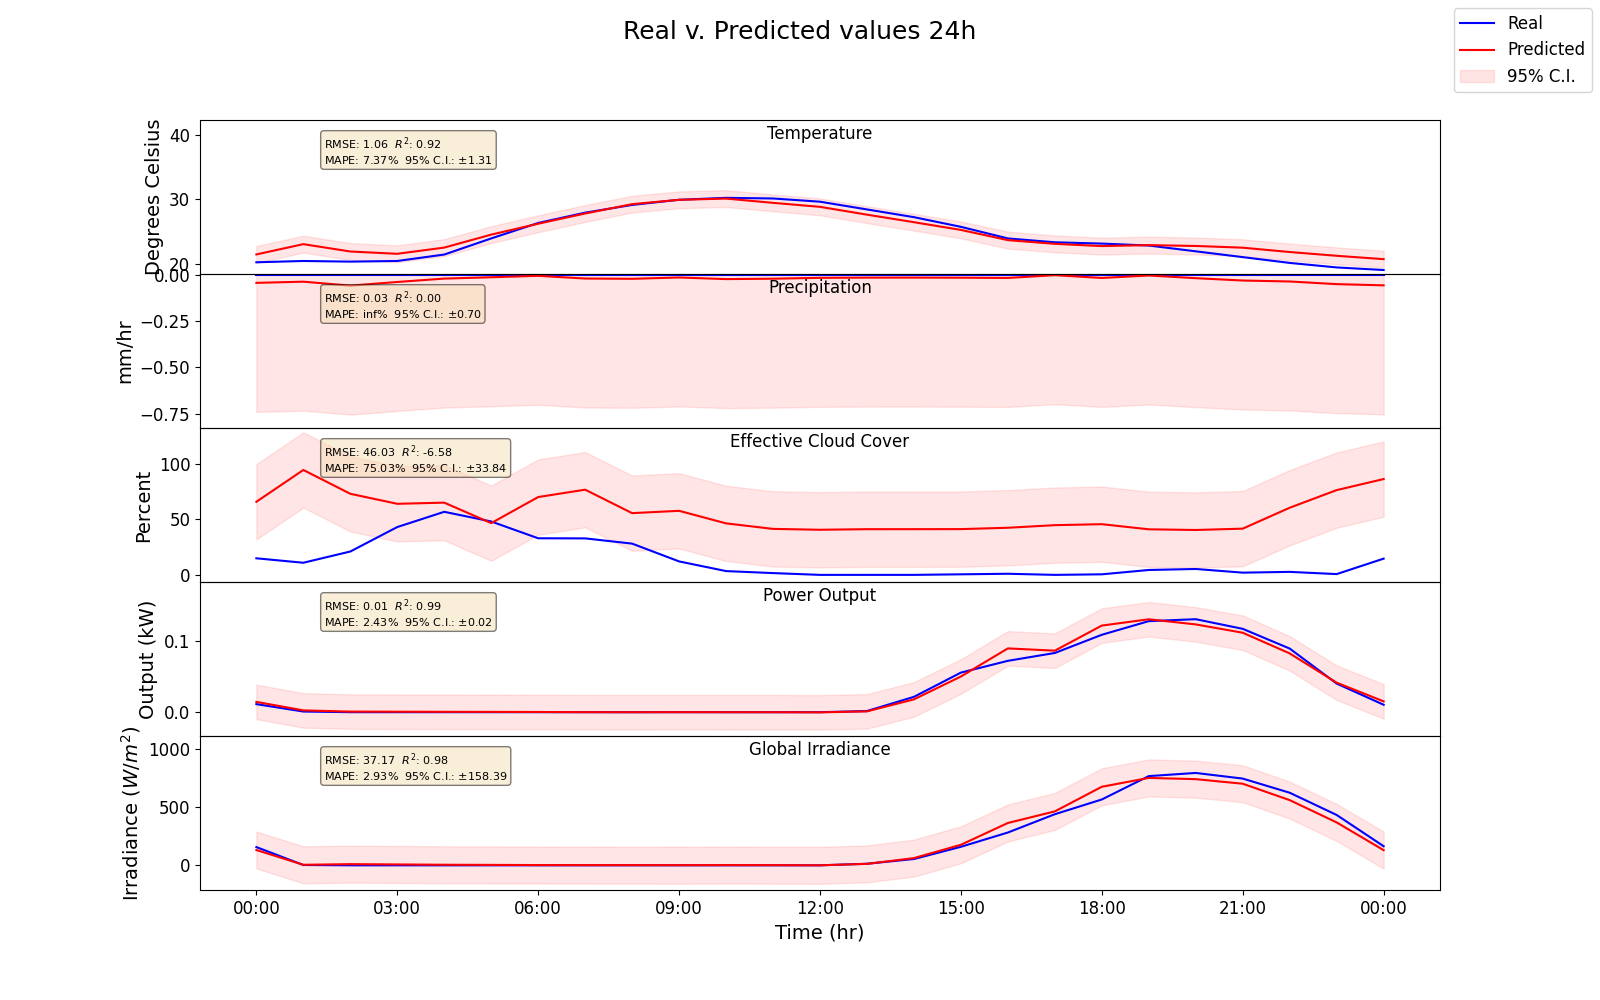 Real v. Predicted values 24h
Real
Predicted
95% C.I.
Temperature
RMSE: 1.06 R²: 0.92
MAPE: 7.37% 95% C.I.: ±1.31
Degrees Celsius
40
30
20
Precipitation
RMSE: 0.03 R²: 0.00
MAPE: inf% 95% C.I.: ±0.70
mm/hr
0.00
−0.25
−0.50
−0.75
Effective Cloud Cover
RMSE: 46.03 R²: -6.58
MAPE: 75.03% 95% C.I.: ±33.84
Percent
100
50
0
Power Output
RMSE: 0.01 R²: 0.99
MAPE: 2.43% 95% C.I.: ±0.02
Output (kW)
0.1
0.0
Global Irradiance
RMSE: 37.17 R²: 0.98
MAPE: 2.93% 95% C.I.: ±158.39
Irradiance (W/m²)
1000
500
0
00:00 03:00 06:00 09:00 12:00 15:00 18:00 21:00 00:00
Time (hr)